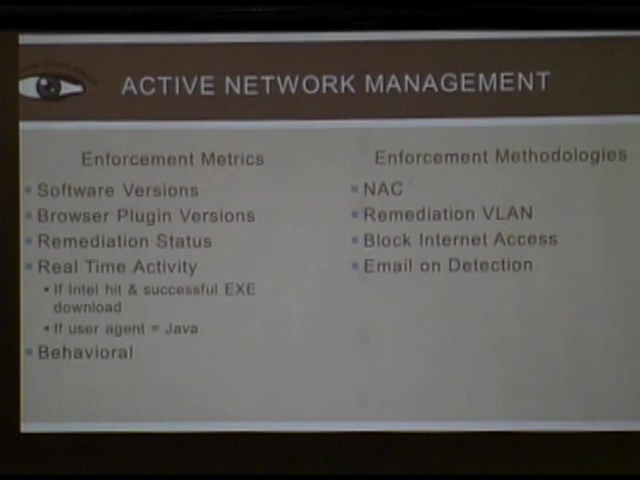 ACTIVE NETWORK MANAGEMENT
Enforcement Metrics
Software Versions
Browser Plugin Versions
Remediation Status
Real Time Activity
If Intel hit & successful EXE
download
If user agent = Java
Behavioral
Enforcement Methodologies
NAC
Remediation VLAN
Block Internet Access
Email on Detection